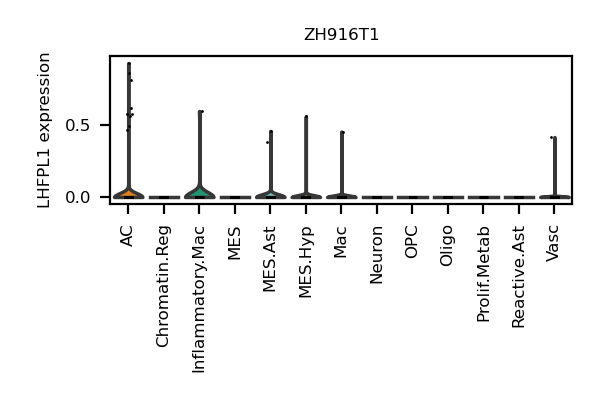 ZH916T1
LHFPL1 expression
0.5
0.0
AC
Chromatin.Reg
Inflammatory.Mac
MES
MES.Ast
MES.Hyp
Mac
Neuron
OPC
Oligo
Prolif.Metab
Reactive.Ast
Vasc